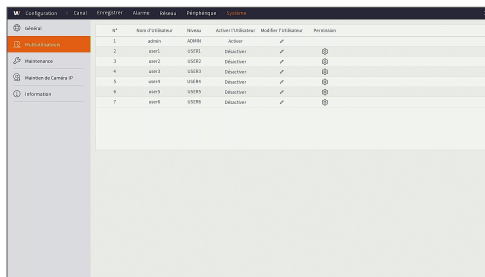 W Configuration Canal Enregistrer Alarme Réseau Périphérique Système
Général
Multiutilisateurs
Maintenance
Maintien de Caméra IP
Information
N° Nom d'Utilisateur Niveau Activer l'Utilisateur Modifier l'Utilisateur Permission
1 admin ADMIN Activer
2 user1 USER1 Désactiver
3 user2 USER2 Désactiver
4 user3 USER3 Désactiver
5 user4 USER4 Désactiver
6 user5 USER5 Désactiver
7 user6 USER6 Désactiver